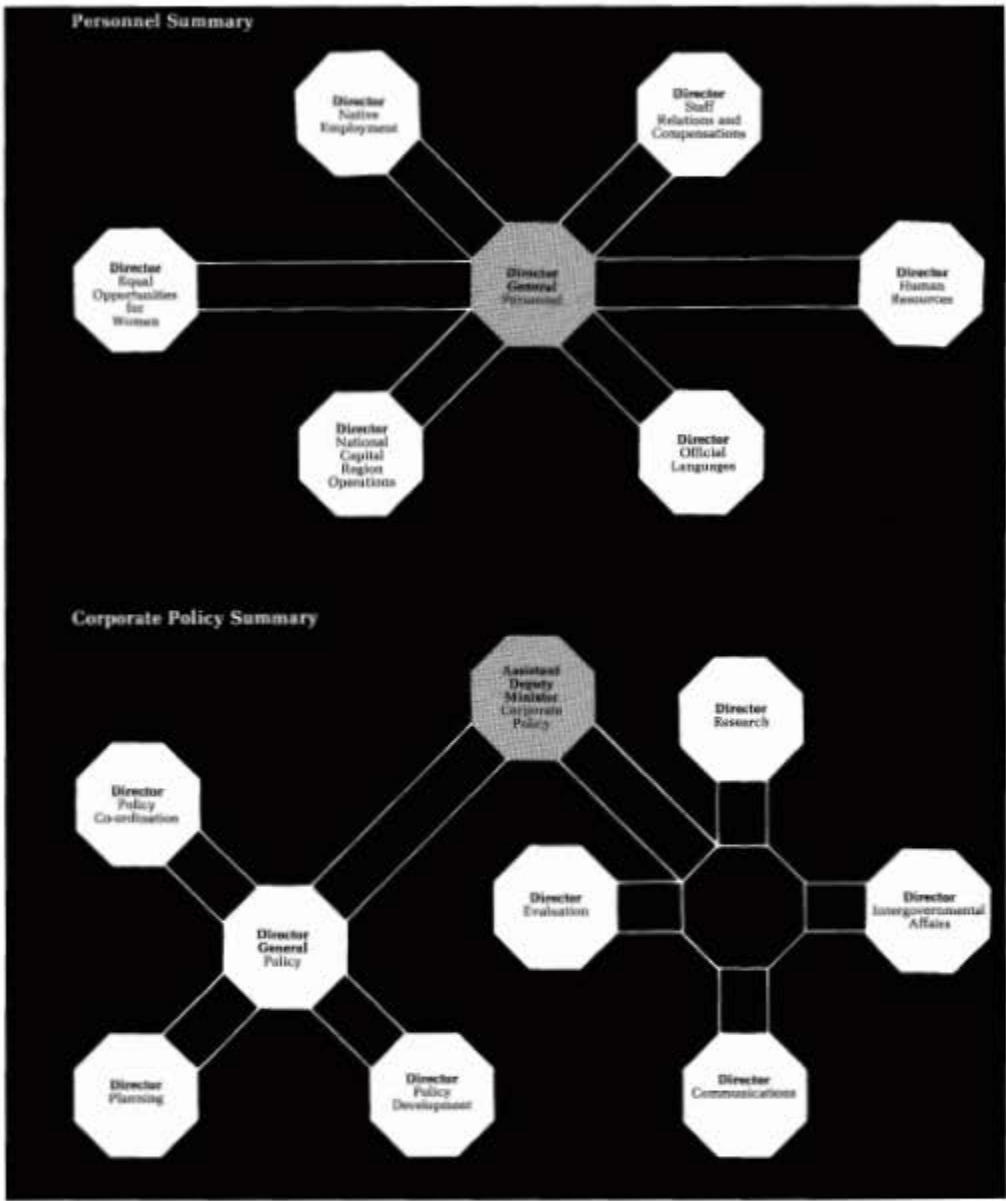 Personnel Summary
Director
Native
Employment
Director
Staff
Relations and
Compensations
Director
Equal
Opportunities
for
Women
Director
General
Personnel
Director
Human
Resources
Director
National
Capital
Region
Operations
Director
Official
Languages
Corporate Policy Summary
Assistant
Deputy
Minister
Corporate
Policy
Director
Research
Director
Policy
Co-ordination
Director
Evaluation
Director
Intergovernmental
Affairs
Director
General
Policy
Director
Planning
Director
Policy
Development
Director
Communications